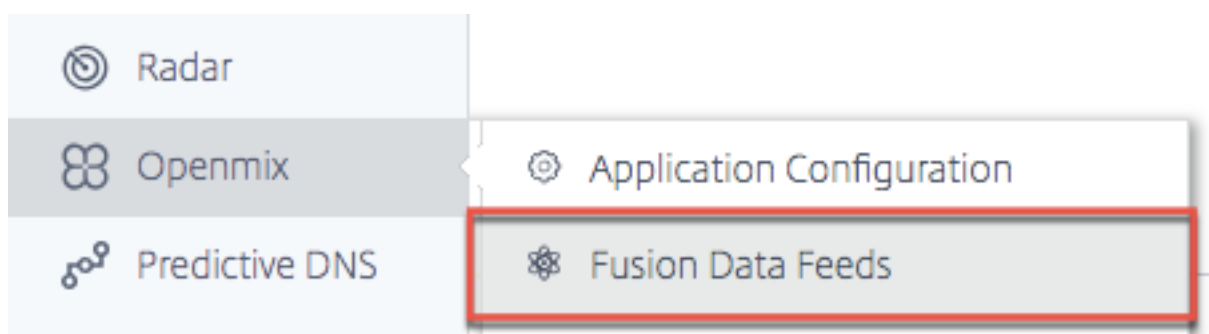 Radar
Openmix
Application Configuration
Predictive DNS
Fusion Data Feeds